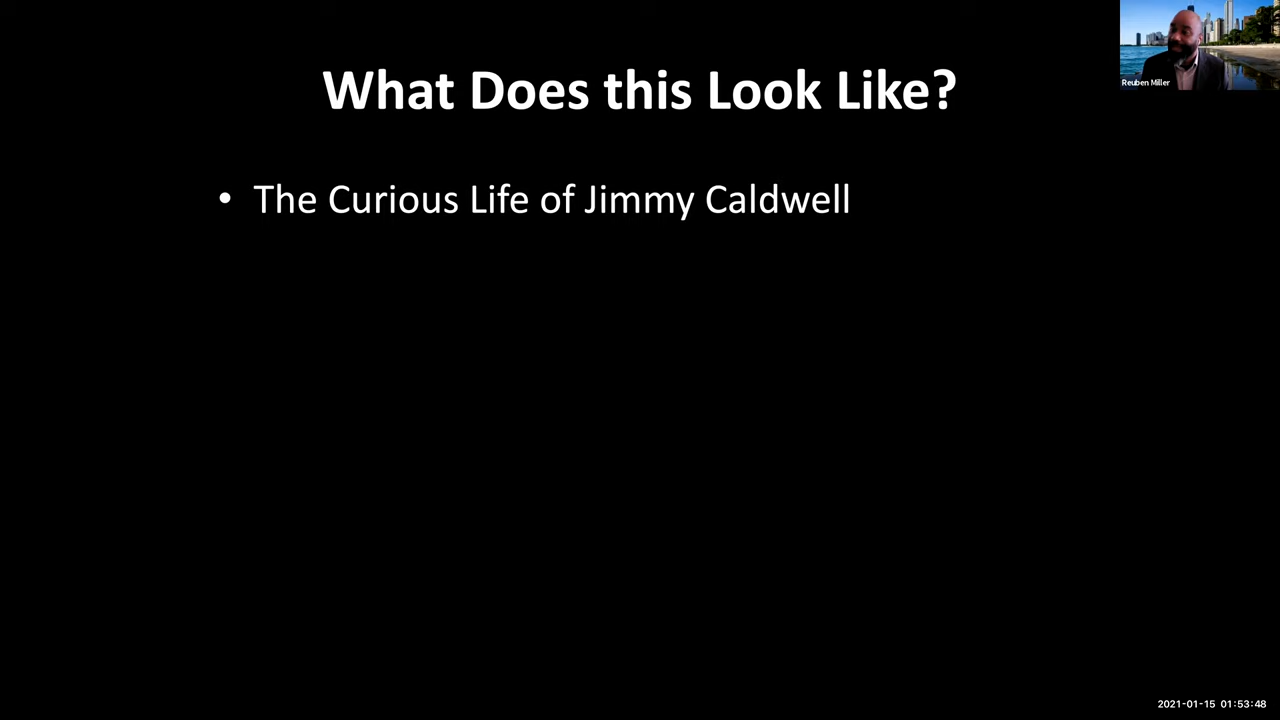 Reuben Miller
What Does this Look Like?
• The Curious Life of Jimmy Caldwell
2021-01-15 01:53:48